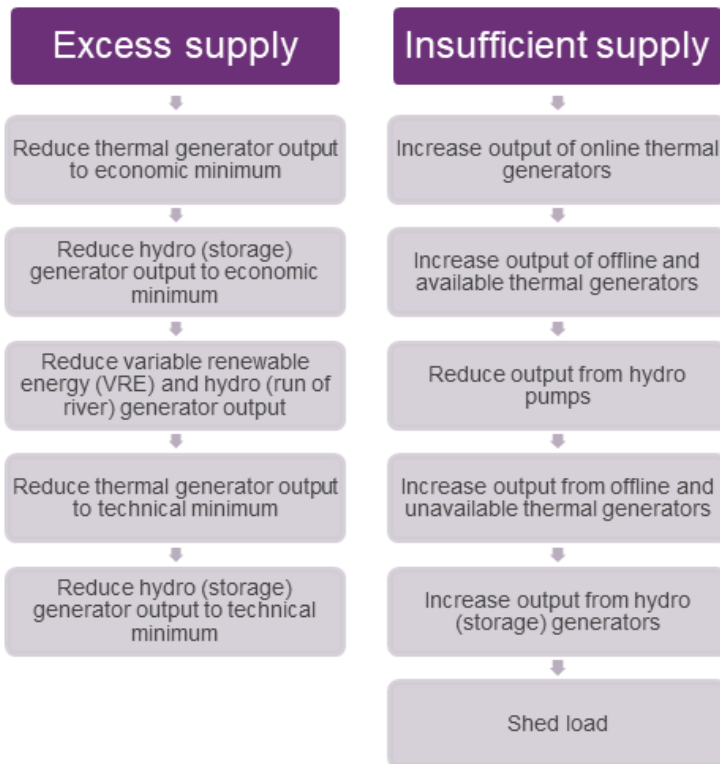 Excess supply
Reduce thermal generator output
to economic minimum
Reduce hydro (storage)
generator output to economic
minimum
Reduce variable renewable
energy (VRE) and hydro (run of
river) generator output
Reduce thermal generator output
to technical minimum
Reduce hydro (storage)
generator output to technical
minimum
Insufficient supply
Increase output of online thermal
generators
Increase output of offline and
available thermal generators
Reduce output from hydro
pumps
Increase output from offline and
unavailable thermal generators
Increase output from hydro
(storage) generators
Shed load